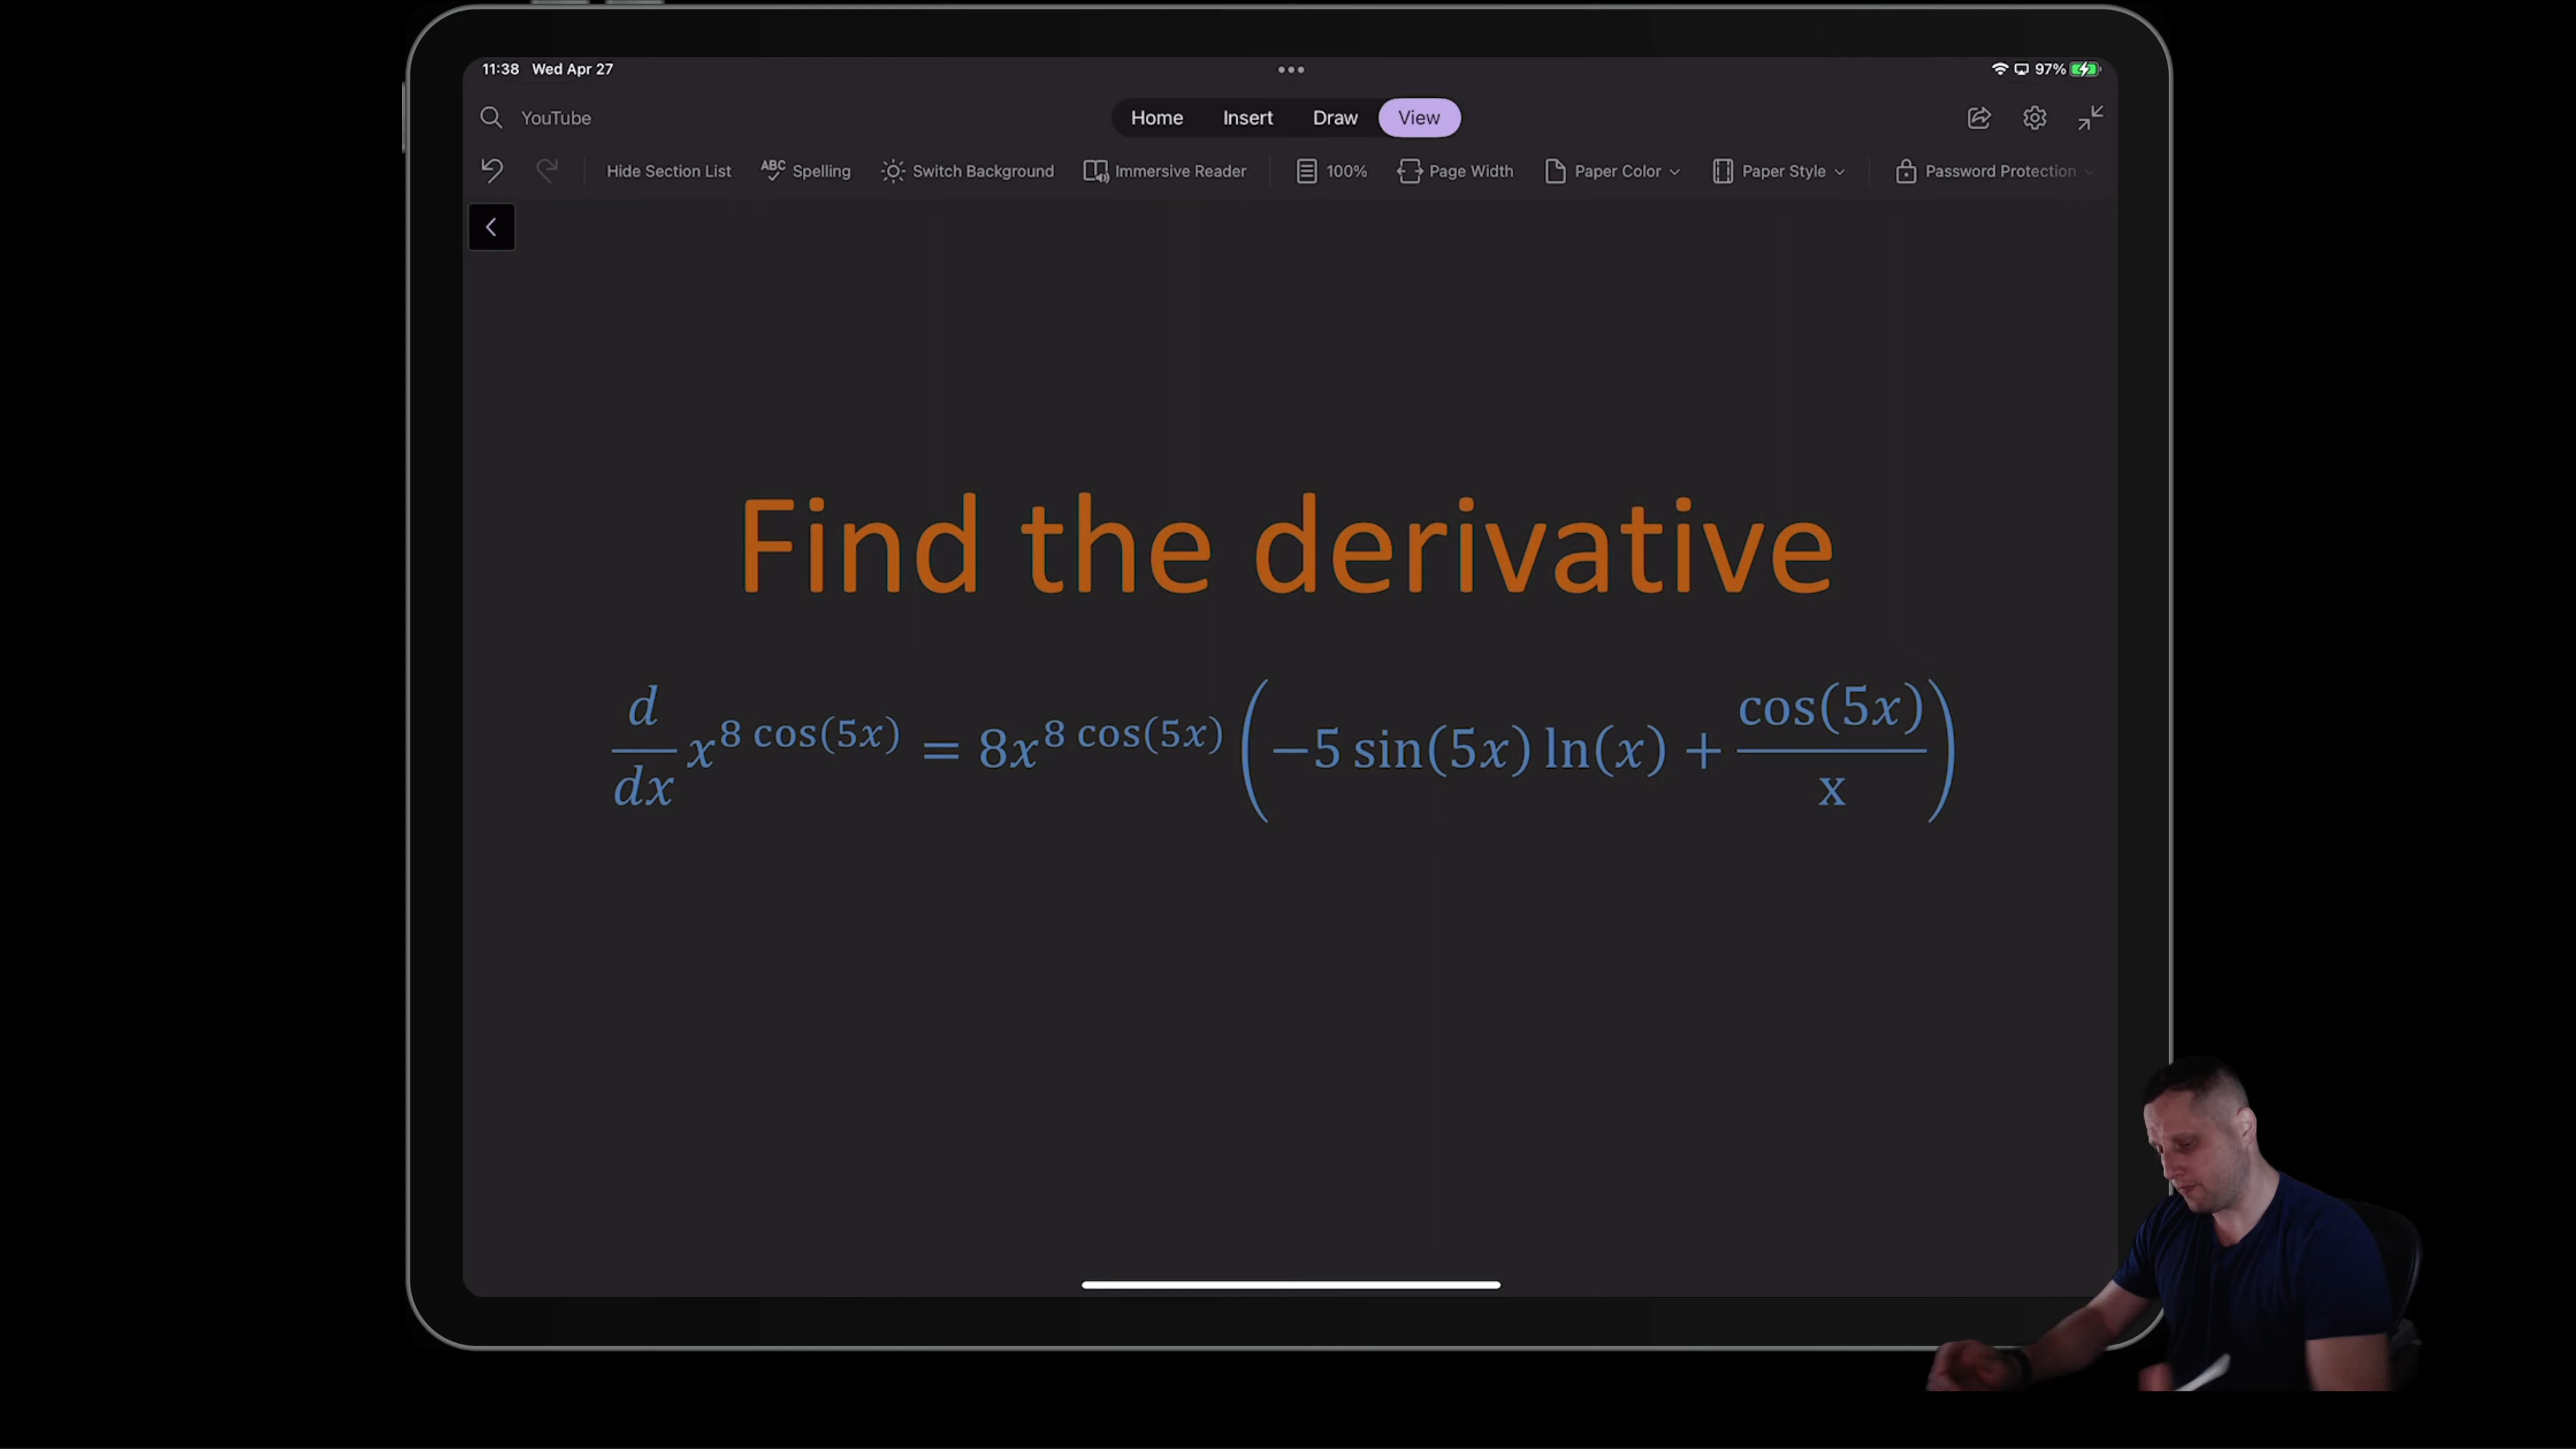 11:38 Wed Apr 27 97%
YouTube Home Insert Draw View
Hide Section List ABC Spelling Switch Background Immersive Reader 100% Page Width Paper Color Paper Style Password Protection
Find the derivative
d/dx x^{8 cos(5x)} = 8x^{8 cos(5x)} (−5 sin(5x) ln(x) + cos(5x)/x)